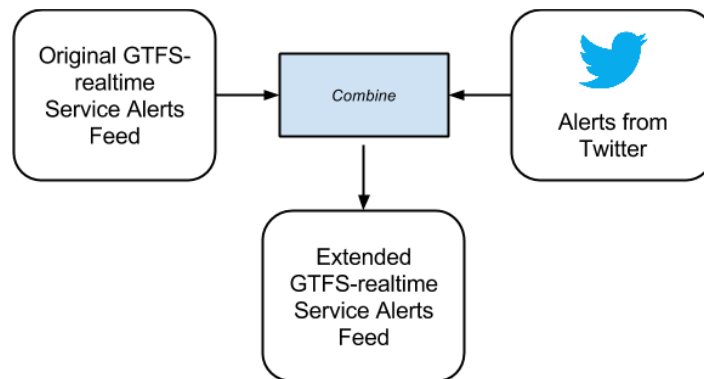 Original GTFS-
realtime
Service Alerts
Feed
Combine
Alerts from
Twitter
Extended
GTFS-realtime
Service Alerts
Feed